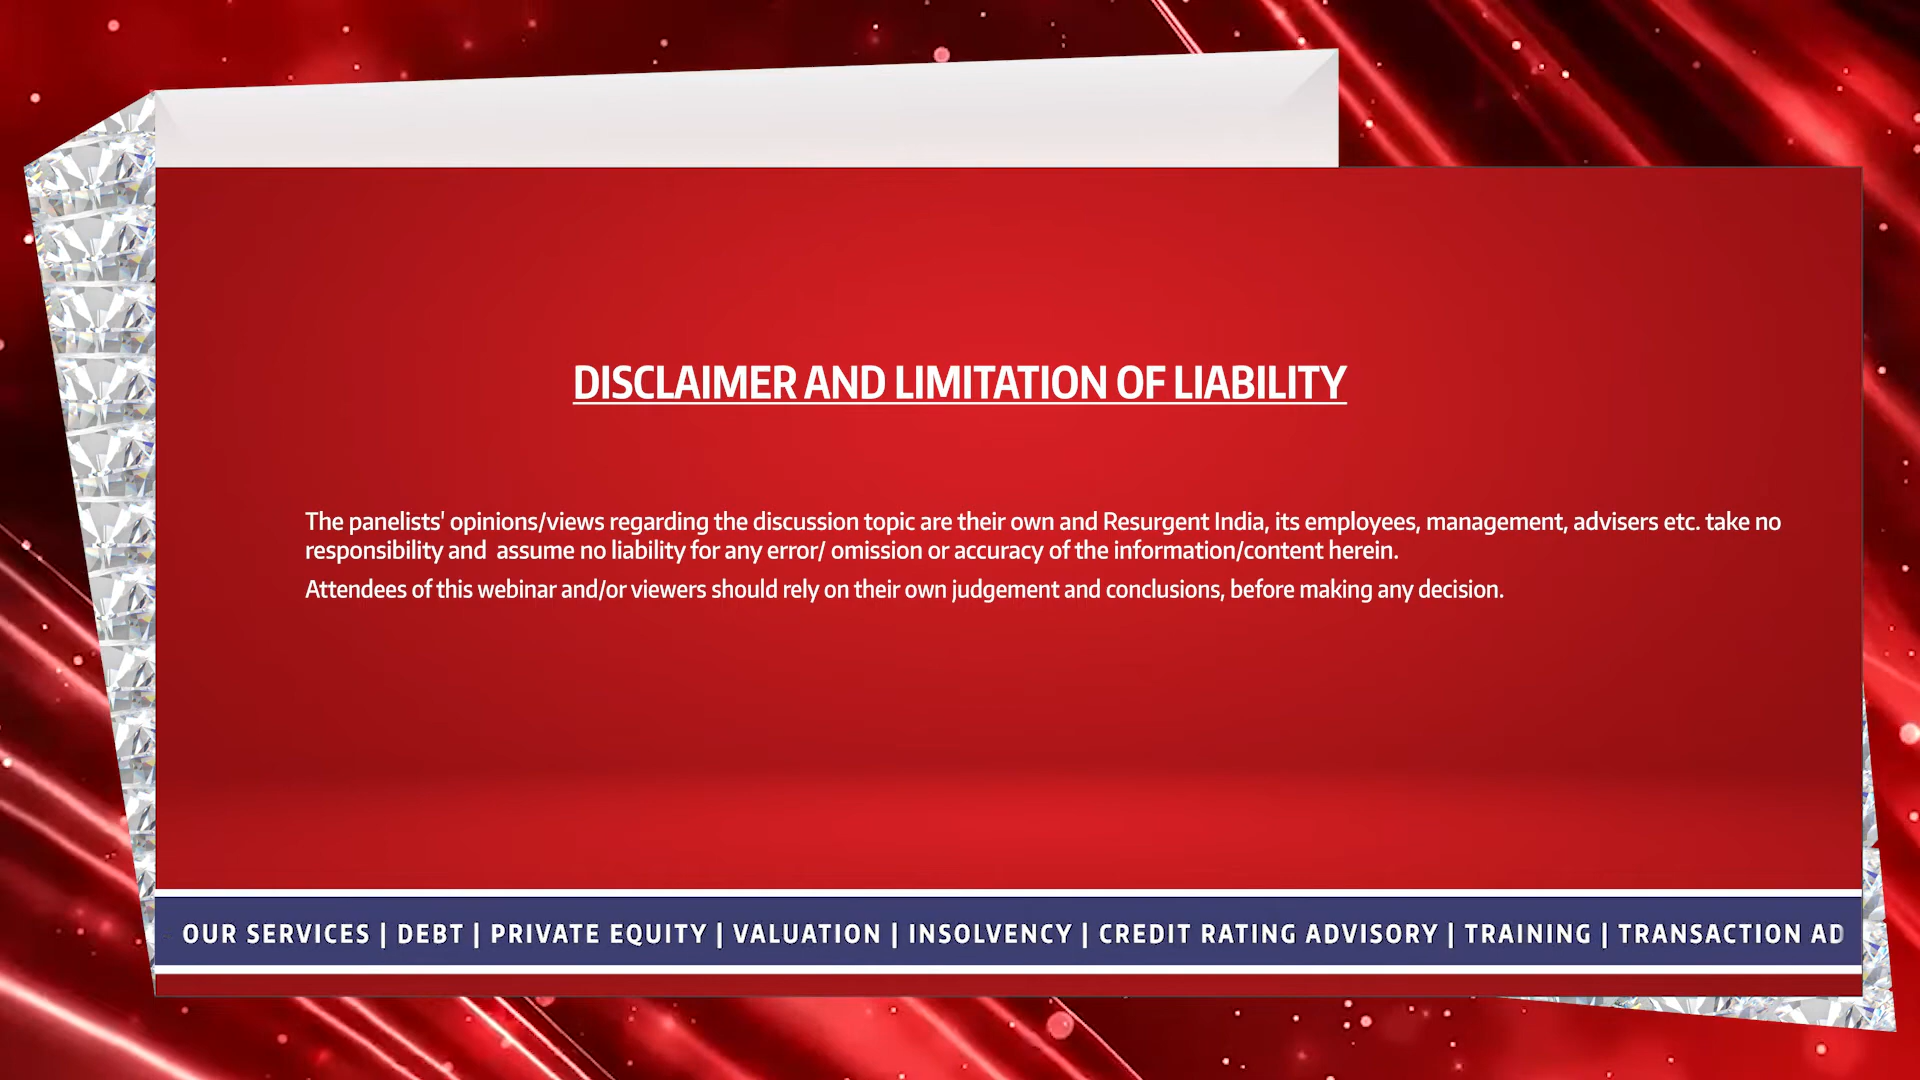 DISCLAIMER AND LIMITATION OF LIABILITY
The panelists' opinions/views regarding the discussion topic are their own and Resurgent India, its employees, management, advisers etc. take no
responsibility and  assume no liability for any error/ omission or accuracy of the information/content herein.
Attendees of this webinar and/or viewers should rely on their own judgement and conclusions, before making any decision.
OUR SERVICES | DEBT | PRIVATE EQUITY | VALUATION | INSOLVENCY | CREDIT RATING ADVISORY | TRAINING | TRANSACTION AD